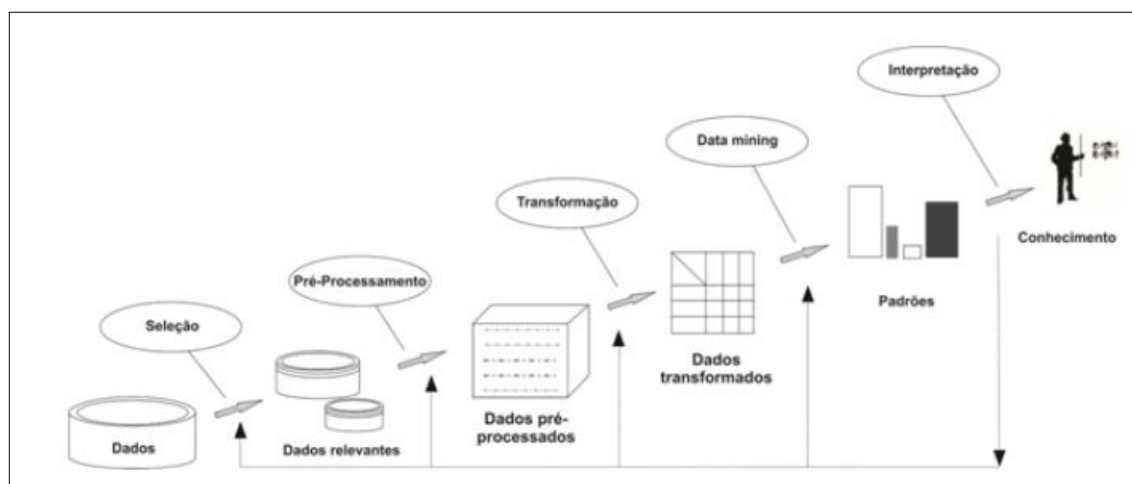 Interpretação
Data mining
Transformação
Pré-Processamento
Seleção
Conhecimento
Padrões
Dados
transformados
Dados pré-
processados
Dados relevantes
Dados